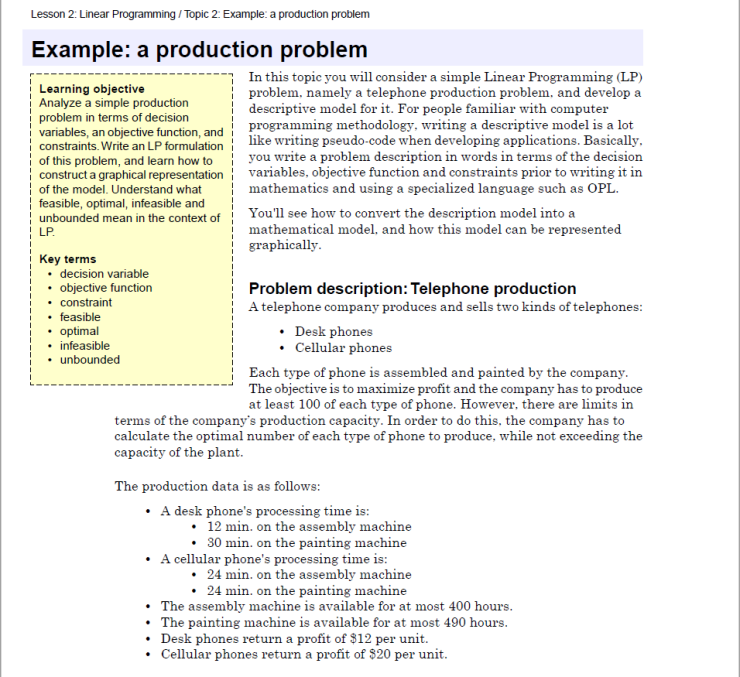 Lesson 2: Linear Programming / Topic 2: Example: a production problem
Example: a production problem
Learning objective
Analyze a simple production
problem in terms of decision
variables, an objective function, and
constraints. Write an LP formulation
of this problem, and learn how to
construct a graphical representation
of the model. Understand what
feasible, optimal, infeasible and
unbounded mean in the context of
LP.
Key terms
• decision variable
• objective function
• constraint
• feasible
• optimal
• infeasible
• unbounded
In this topic you will consider a simple Linear Programming (LP)
problem, namely a telephone production problem, and develop a
descriptive model for it. For people familiar with computer
programming methodology, writing a descriptive model is a lot
like writing pseudo-code when developing applications. Basically,
you write a problem description in words in terms of the decision
variables, objective function and constraints prior to writing it in
mathematics and using a specialized language such as OPL.
You'll see how to convert the description model into a
mathematical model, and how this model can be represented
graphically.
Problem description: Telephone production
A telephone company produces and sells two kinds of telephones:
• Desk phones
• Cellular phones
Each type of phone is assembled and painted by the company.
The objective is to maximize profit and the company has to produce
at least 100 of each type of phone. However, there are limits in
terms of the company's production capacity. In order to do this, the company has to
calculate the optimal number of each type of phone to produce, while not exceeding the
capacity of the plant.
The production data is as follows:
• A desk phone's processing time is:
• 12 min. on the assembly machine
• 30 min. on the painting machine
• A cellular phone's processing time is:
• 24 min. on the assembly machine
• 24 min. on the painting machine
• The assembly machine is available for at most 400 hours.
• The painting machine is available for at most 490 hours.
• Desk phones return a profit of $12 per unit.
• Cellular phones return a profit of $20 per unit.